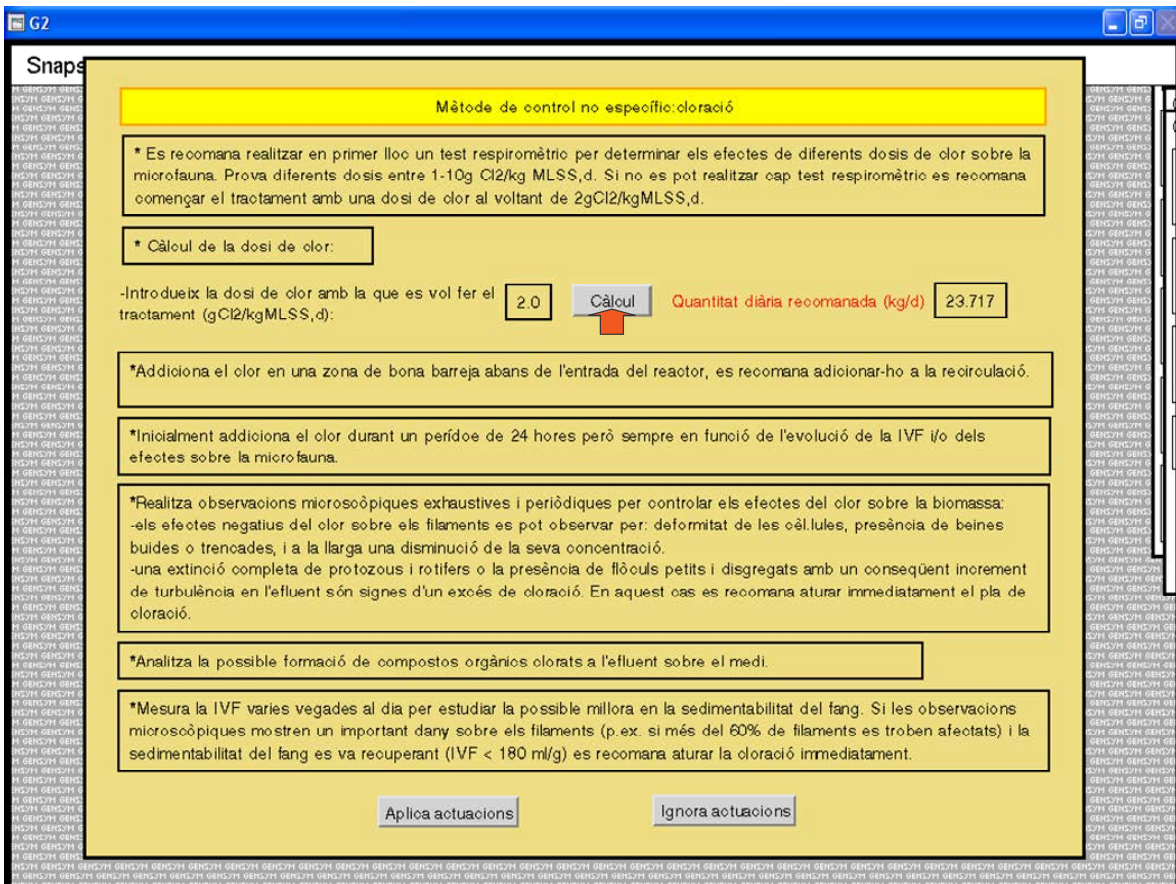 G2
Snaps
Mètode de control no específic:cloració
* Es recomana realitzar en primer lloc un test respiromètric per determinar els efectes de diferents dosis de clor sobre la
microfauna. Prova diferents dosis entre 1-10g Cl2/kg MLSS,d. Si no es pot realitzar cap test respiromètric es recomana
començar el tractament amb una dosi de clor al voltant de 2gCl2/kgMLSS,d.
* Càlcul de la dosi de clor:
-Introdueix la dosi de clor amb la que es vol fer el
tractament (gCl2/kgMLSS,d):
2.0
Càlcul
Quantitat diària recomanada (kg/d)
23.717
*Addiciona el clor en una zona de bona barreja abans de l'entrada del reactor, es recomana adicionar-ho a la recirculació.
*Inicialment addiciona el clor durant un perídoe de 24 hores però sempre en funció de l'evolució de la IVF i/o dels
efectes sobre la microfauna.
*Realitza observacions microscòpiques exhaustives i periòdiques per controlar els efectes del clor sobre la biomassa:
-els efectes negatius del clor sobre els filaments es pot observar per: deformitat de les cèl.lules, presència de beines
buides o trencades, i a la llarga una disminució de la seva concentració.
-una extinció completa de protozous i rotifers o la presència de flòculs petits i disgregats amb un conseqüent increment
de turbulència en l'efluent són signes d'un excés de cloració. En aquest cas es recomana aturar immediatament el pla de
cloració.
*Analitza la possible formació de compostos orgànics clorats a l'efluent sobre el medi.
*Mesura la IVF varies vegades al dia per estudiar la possible millora en la sedimentabilitat del fang. Si les observacions
microscòpiques mostren un important dany sobre els filaments (p.ex. si més del 60% de filaments es troben afectats) i la
sedimentabilitat del fang es va recuperant (IVF < 180 ml/g) es recomana aturar la cloració immediatament.
Aplica actuacions
Ignora actuacions